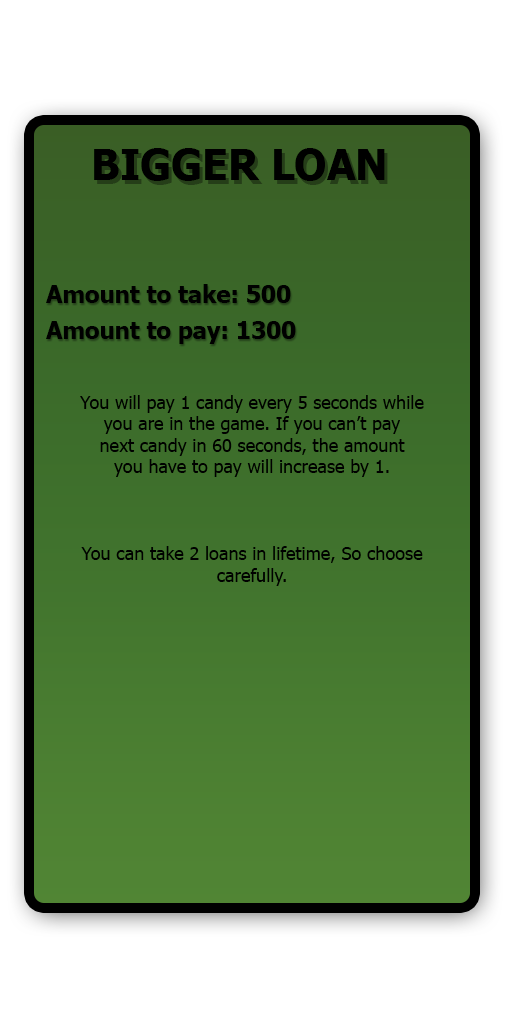 BIGGER LOAN
Amount to take: 500
Amount to pay: 1300
You will pay 1 candy every 5 seconds while
you are in the game. If you can’t pay
next candy in 60 seconds, the amount
you have to pay will increase by 1.
You can take 2 loans in lifetime, So choose
carefully.